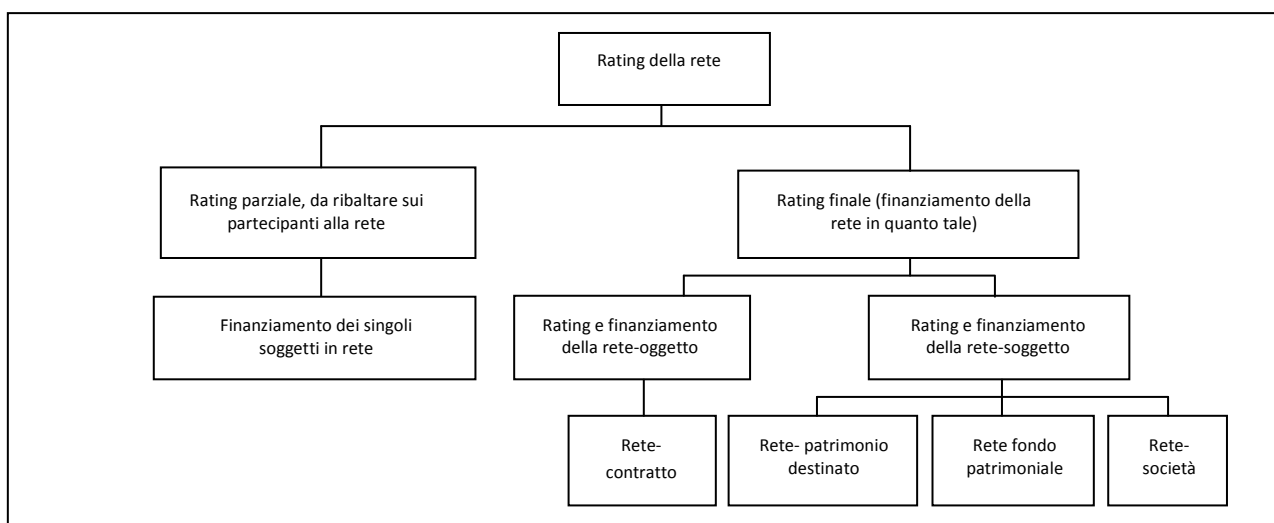 Rating della rete
Rating parziale, da ribaltare sui
partecipanti alla rete
Rating finale (finanziamento della
rete in quanto tale)
Finanziamento dei singoli
soggetti in rete
Rating e finanziamento
della rete-oggetto
Rating e finanziamento
della rete-soggetto
Rete-
contratto
Rete- patrimonio
destinato
Rete fondo
patrimoniale
Rete-
società